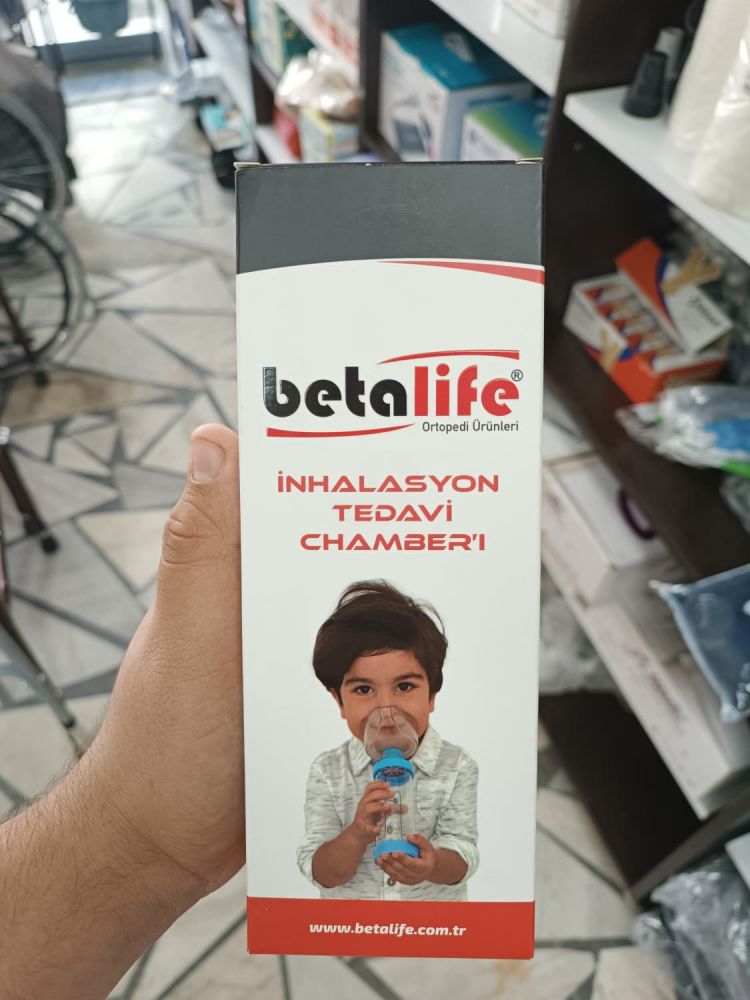 betalife®
Ortopedi Ürünleri
İNHALASYON
TEDAVİ
CHAMBER'I
www.betalife.com.tr